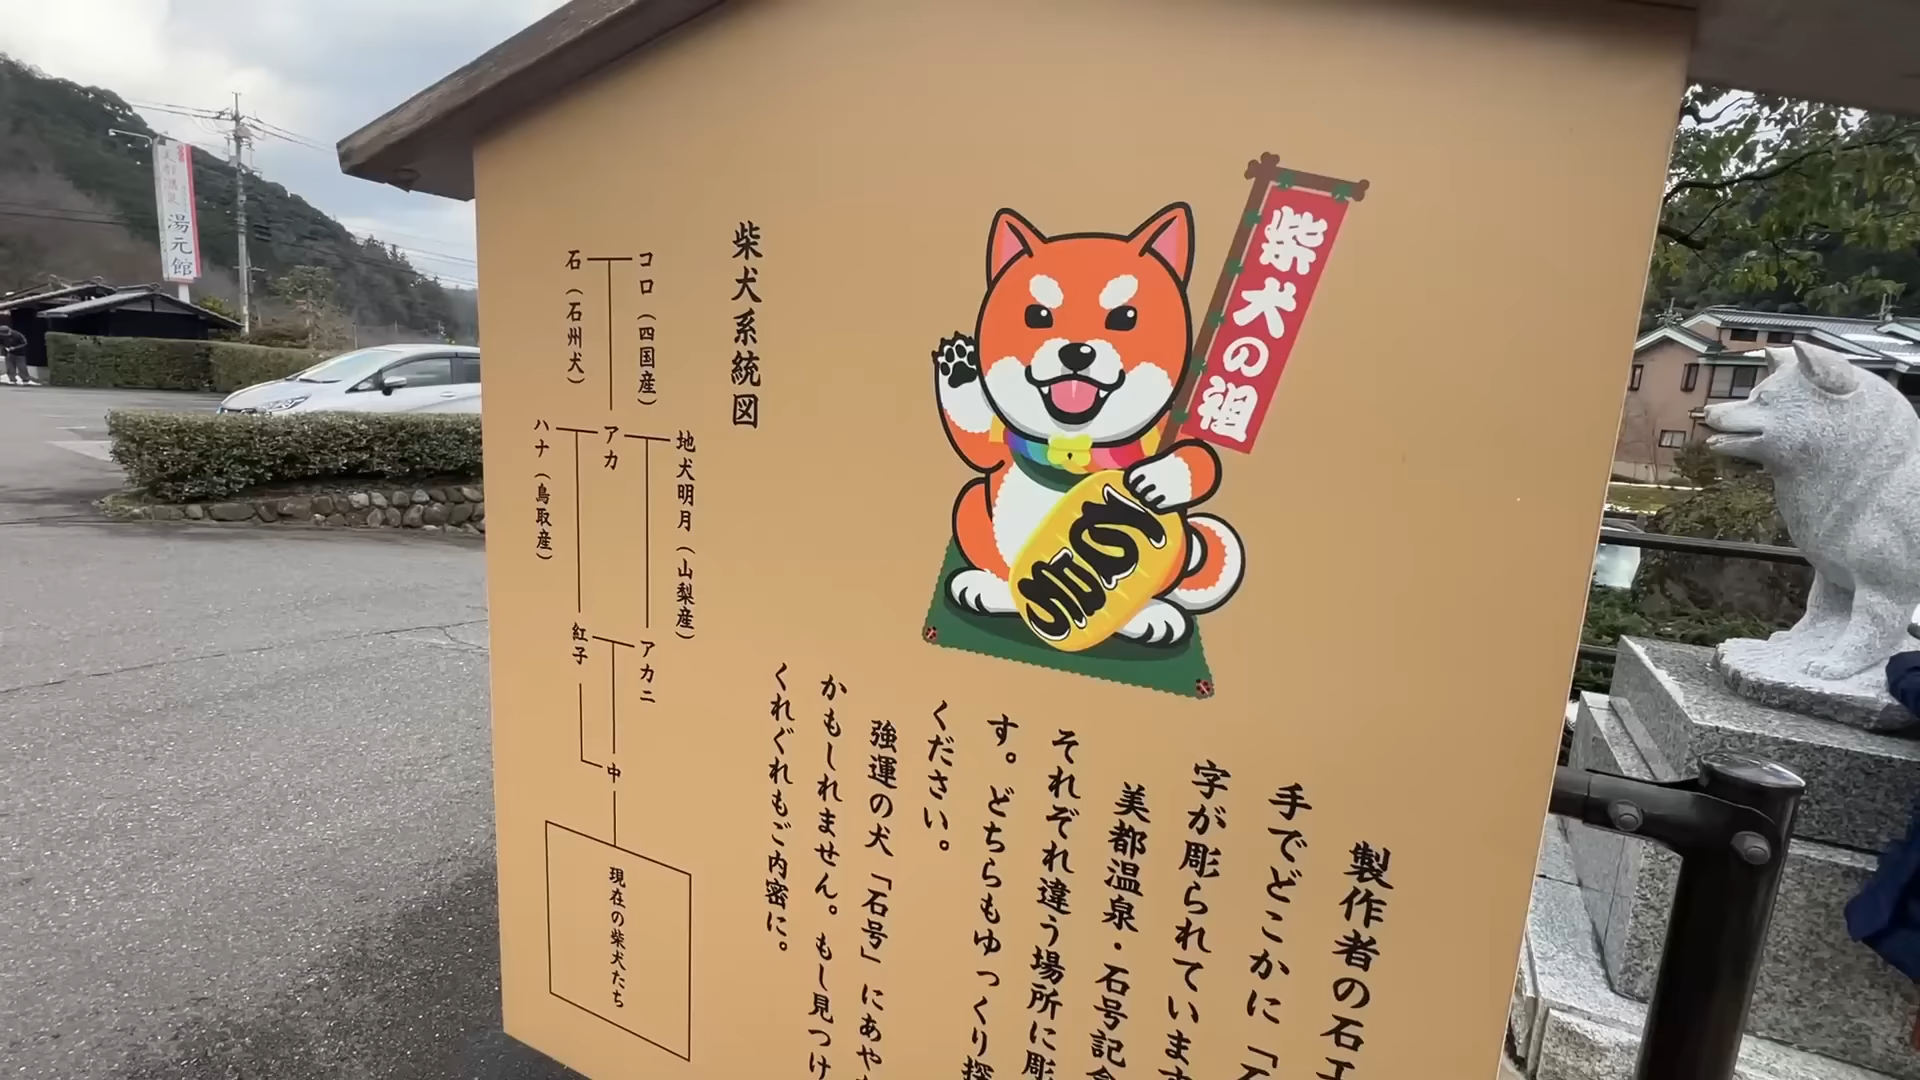 柴犬の祖
石号
製作者の石工
手でどこかに「
字が彫られています
美都温泉・石号記念
それぞれ違う場所に彫
す。どちらもゆっくり探
ください。
強運の犬「石号」にあや
かもしれません。もし見つけ
くれぐれもご内密に。
柴犬系統図
コロ（四国産）
石（石州犬）
地犬明月（山梨産）
アカ
ハナ（鳥取産）
アカ二
紅子
中
現在の柴犬たち
美都温泉
湯元館